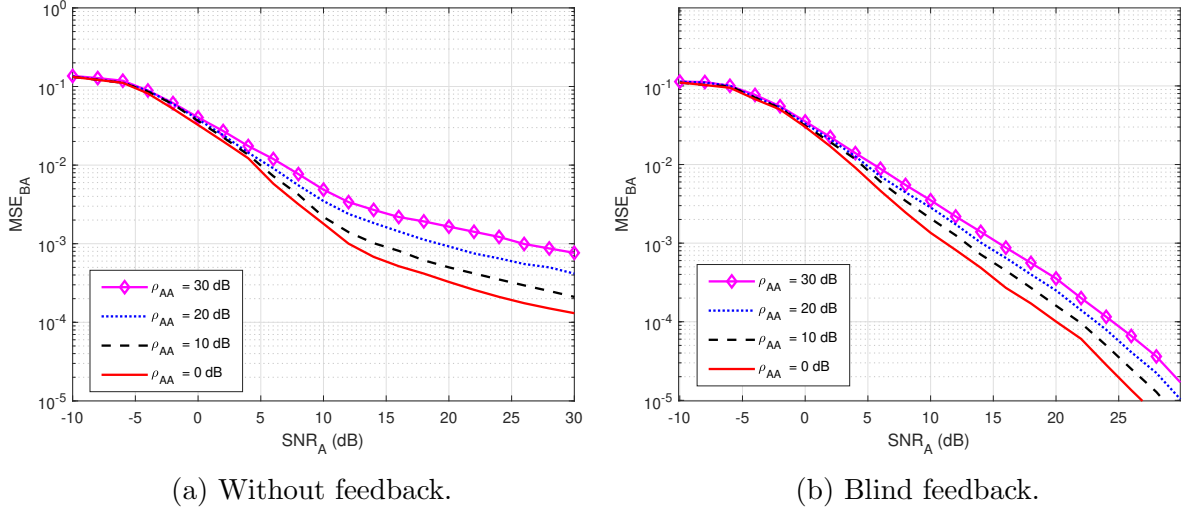 10^0
10^-1
10^-2
10^-3
10^-4
10^-5
MSE_BA
-10 -5 0 5 10 15 20 25 30
SNR_A (dB)
ρ_AA = 30 dB
ρ_AA = 20 dB
ρ_AA = 10 dB
ρ_AA = 0 dB
(a) Without feedback.
10^0
10^-1
10^-2
10^-3
10^-4
10^-5
MSE_BA
-10 -5 0 5 10 15 20 25
SNR_A (dB)
ρ_AA = 30 dB
ρ_AA = 20 dB
ρ_AA = 10 dB
ρ_AA = 0 dB
(b) Blind feedback.